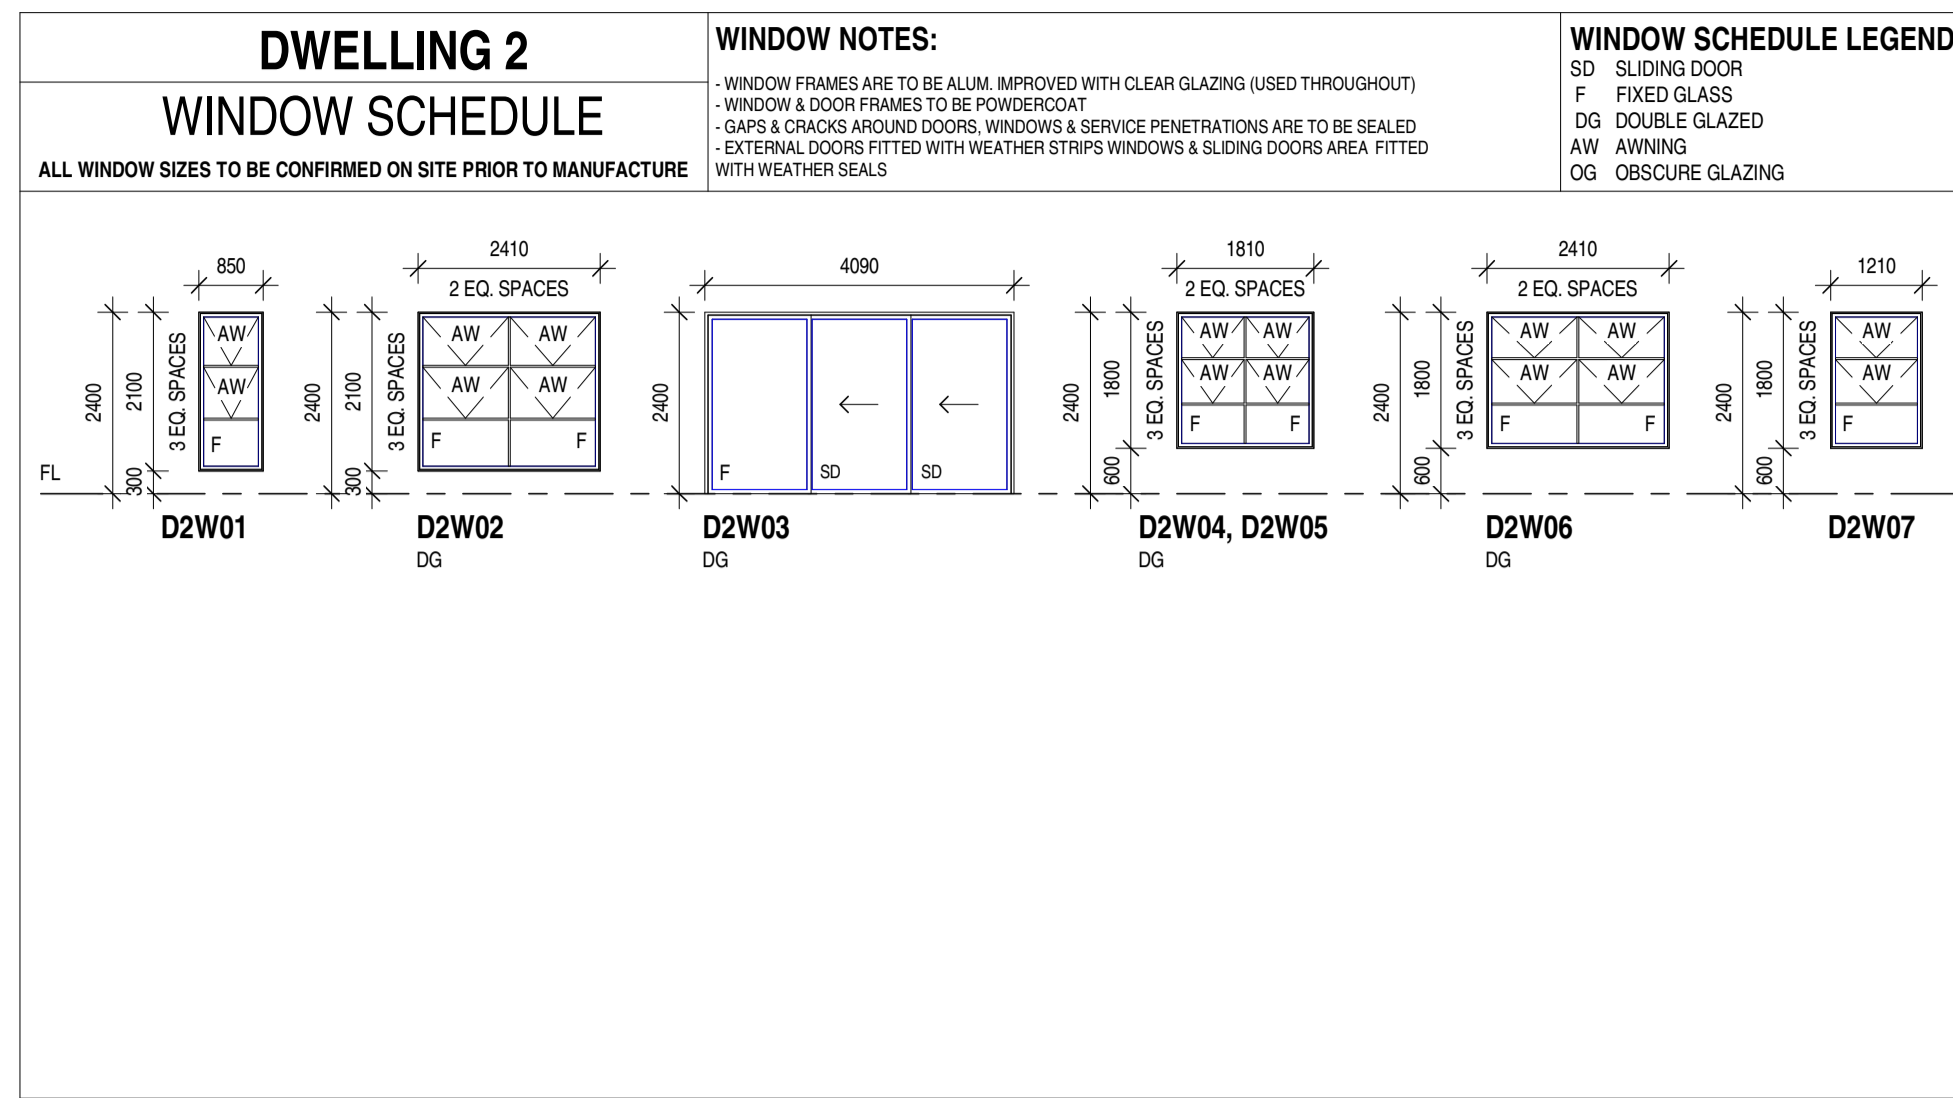 DWELLING 2
WINDOW SCHEDULE
ALL WINDOW SIZES TO BE CONFIRMED ON SITE PRIOR TO MANUFACTURE
WINDOW NOTES:
- WINDOW FRAMES ARE TO BE ALUM. IMPROVED WITH CLEAR GLAZING (USED THROUGHOUT)
- WINDOW & DOOR FRAMES TO BE POWDERCOAT
- GAPS & CRACKS AROUND DOORS, WINDOWS & SERVICE PENETRATIONS ARE TO BE SEALED
- EXTERNAL DOORS FITTED WITH WEATHER STRIPS WINDOWS & SLIDING DOORS AREA FITTED
WITH WEATHER SEALS
WINDOW SCHEDULE LEGEND
SD SLIDING DOOR
F FIXED GLASS
DG DOUBLE GLAZED
AW AWNING
OG OBSCURE GLAZING
FL
850
2400
2100
300
3 EQ. SPACES
AW
AW
F
D2W01
2410
2 EQ. SPACES
2400
2100
300
3 EQ. SPACES
AW AW
AW AW
F F
D2W02
DG
4090
2400
F SD SD
D2W03
DG
1810
2 EQ. SPACES
2400
1800
600
3 EQ. SPACES
AW AW
AW AW
F F
D2W04, D2W05
DG
2410
2 EQ. SPACES
2400
1800
600
3 EQ. SPACES
AW AW
AW AW
F F
D2W06
DG
1210
2400
1800
600
3 EQ. SPACES
AW
AW
F
D2W07